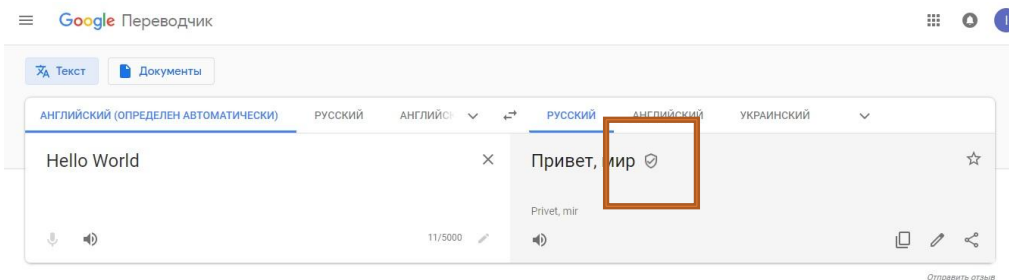 Google Переводчик
Текст Документы
АНГЛИЙСКИЙ (ОПРЕДЕЛЕН АВТОМАТИЧЕСКИ) РУССКИЙ РУССКИЙ АНГЛИЙСКИЙ УКРАИНСКИЙ
Hello World Привет, мир
Privet, mir
11/5000
Отправить отзыв